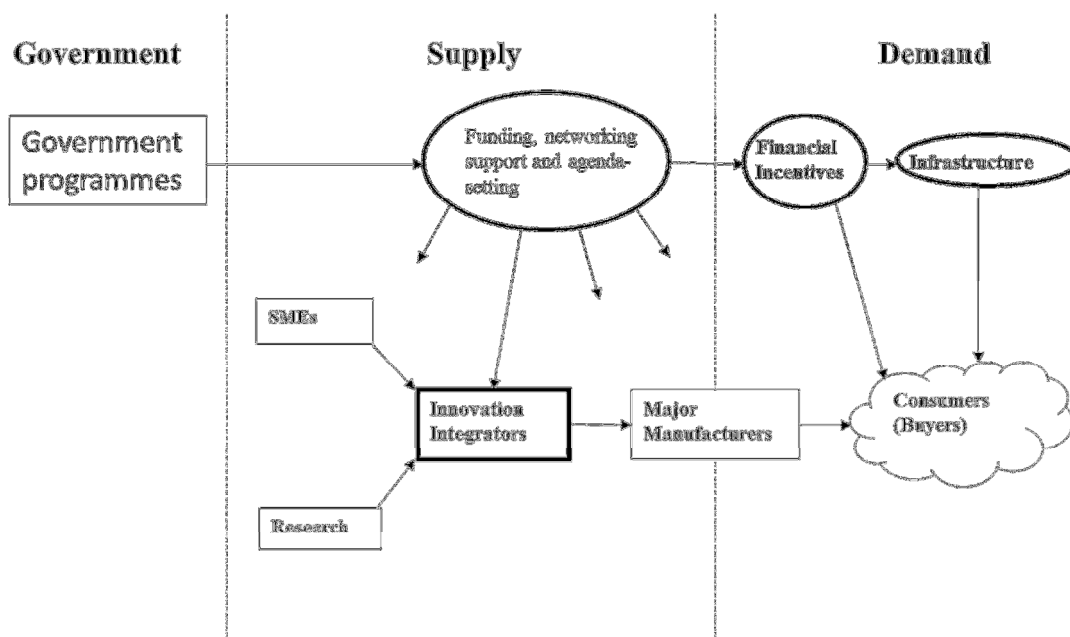 Government
Supply
Demand
Government
programmes
Funding, networking
support and agenda-
setting
Financial
Incentives
Infrastructure
SMEs
Innovation
Integrators
Major
Manufacturers
Consumers
(Buyers)
Research